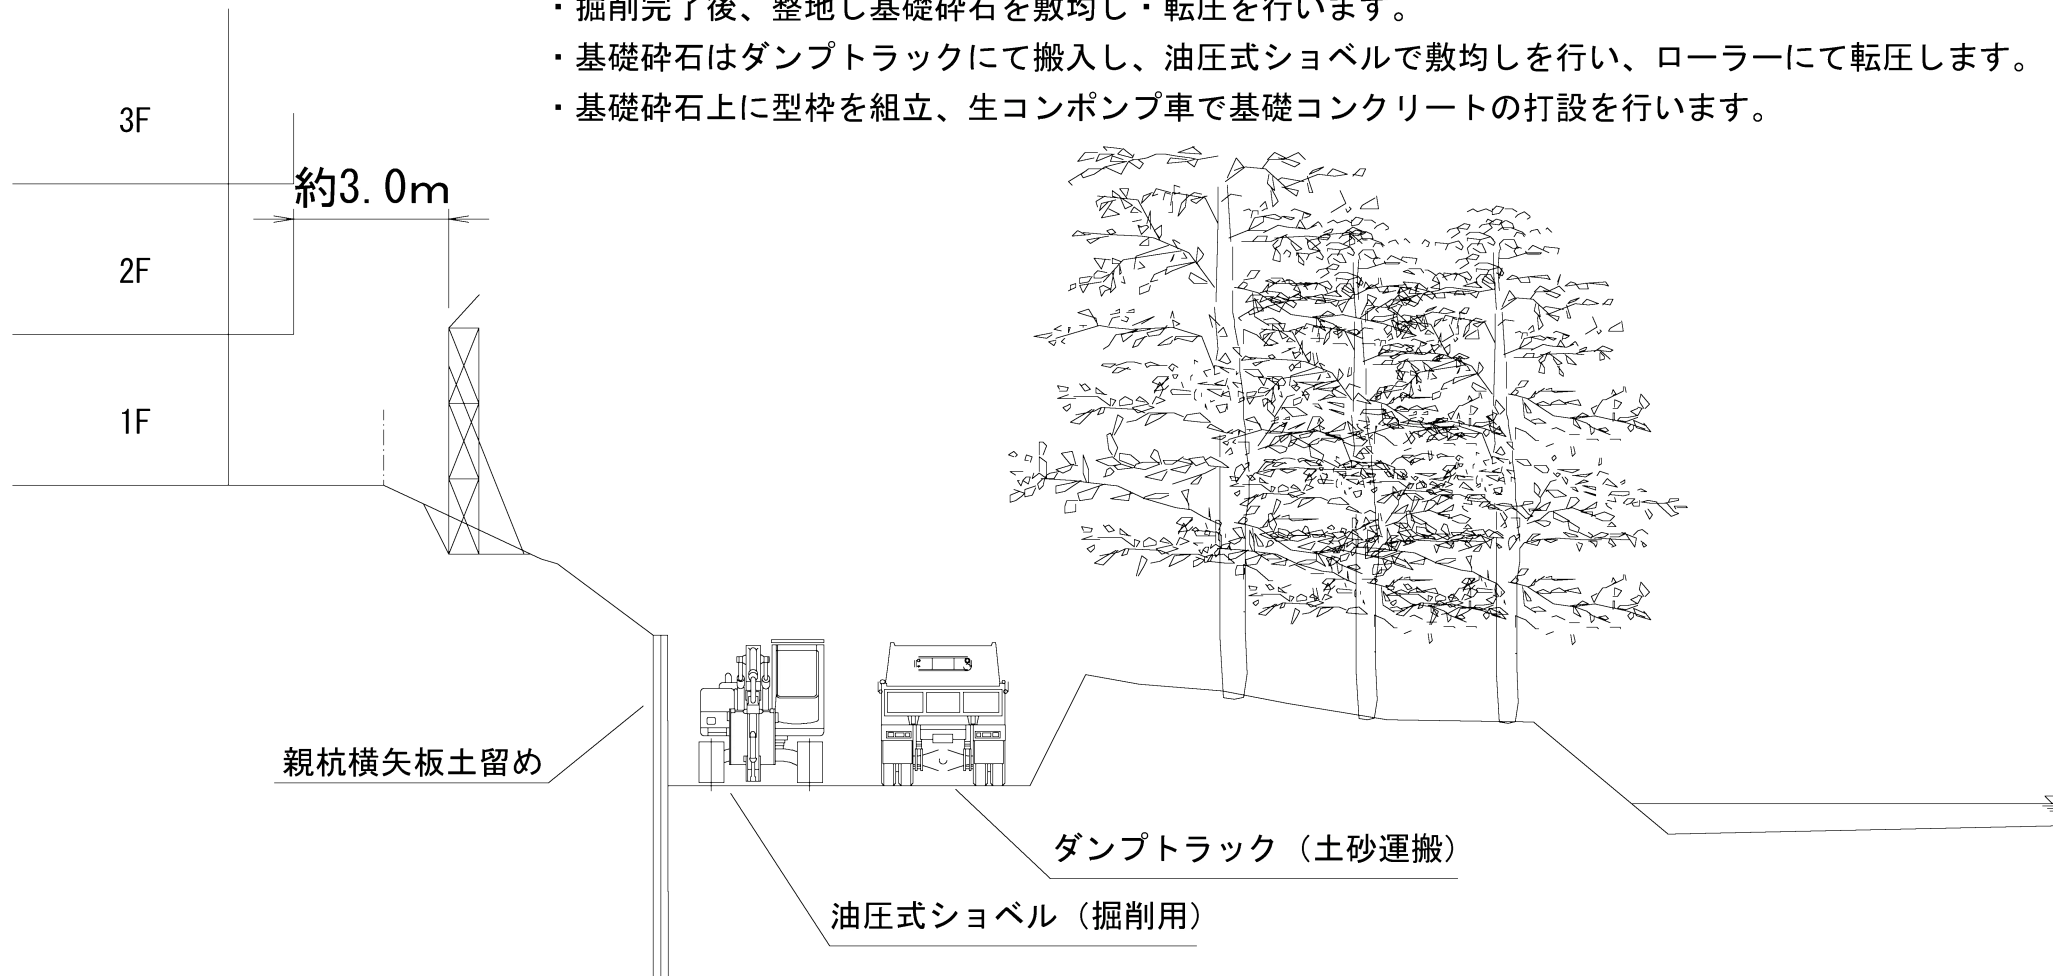 ・掘削完了後、整地し基礎砕石を敷均し・転圧を行います。
・基礎砕石はダンプトラックにて搬入し、油圧式ショベルで敷均しを行い、ローラーにて転圧します。
・基礎砕石上に型枠を組立、生コンポンプ車で基礎コンクリートの打設を行います。
3F
約3.0m
2F
1F
親杭横矢板土留め
ダンプトラック（土砂運搬）
油圧式ショベル（掘削用）